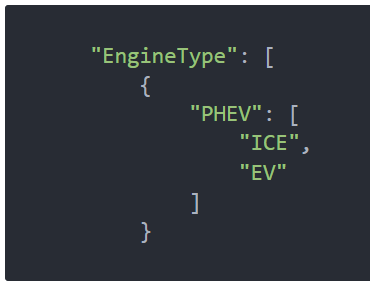 "EngineType": [
{
"PHEV": [
"ICE",
"EV"
]
}